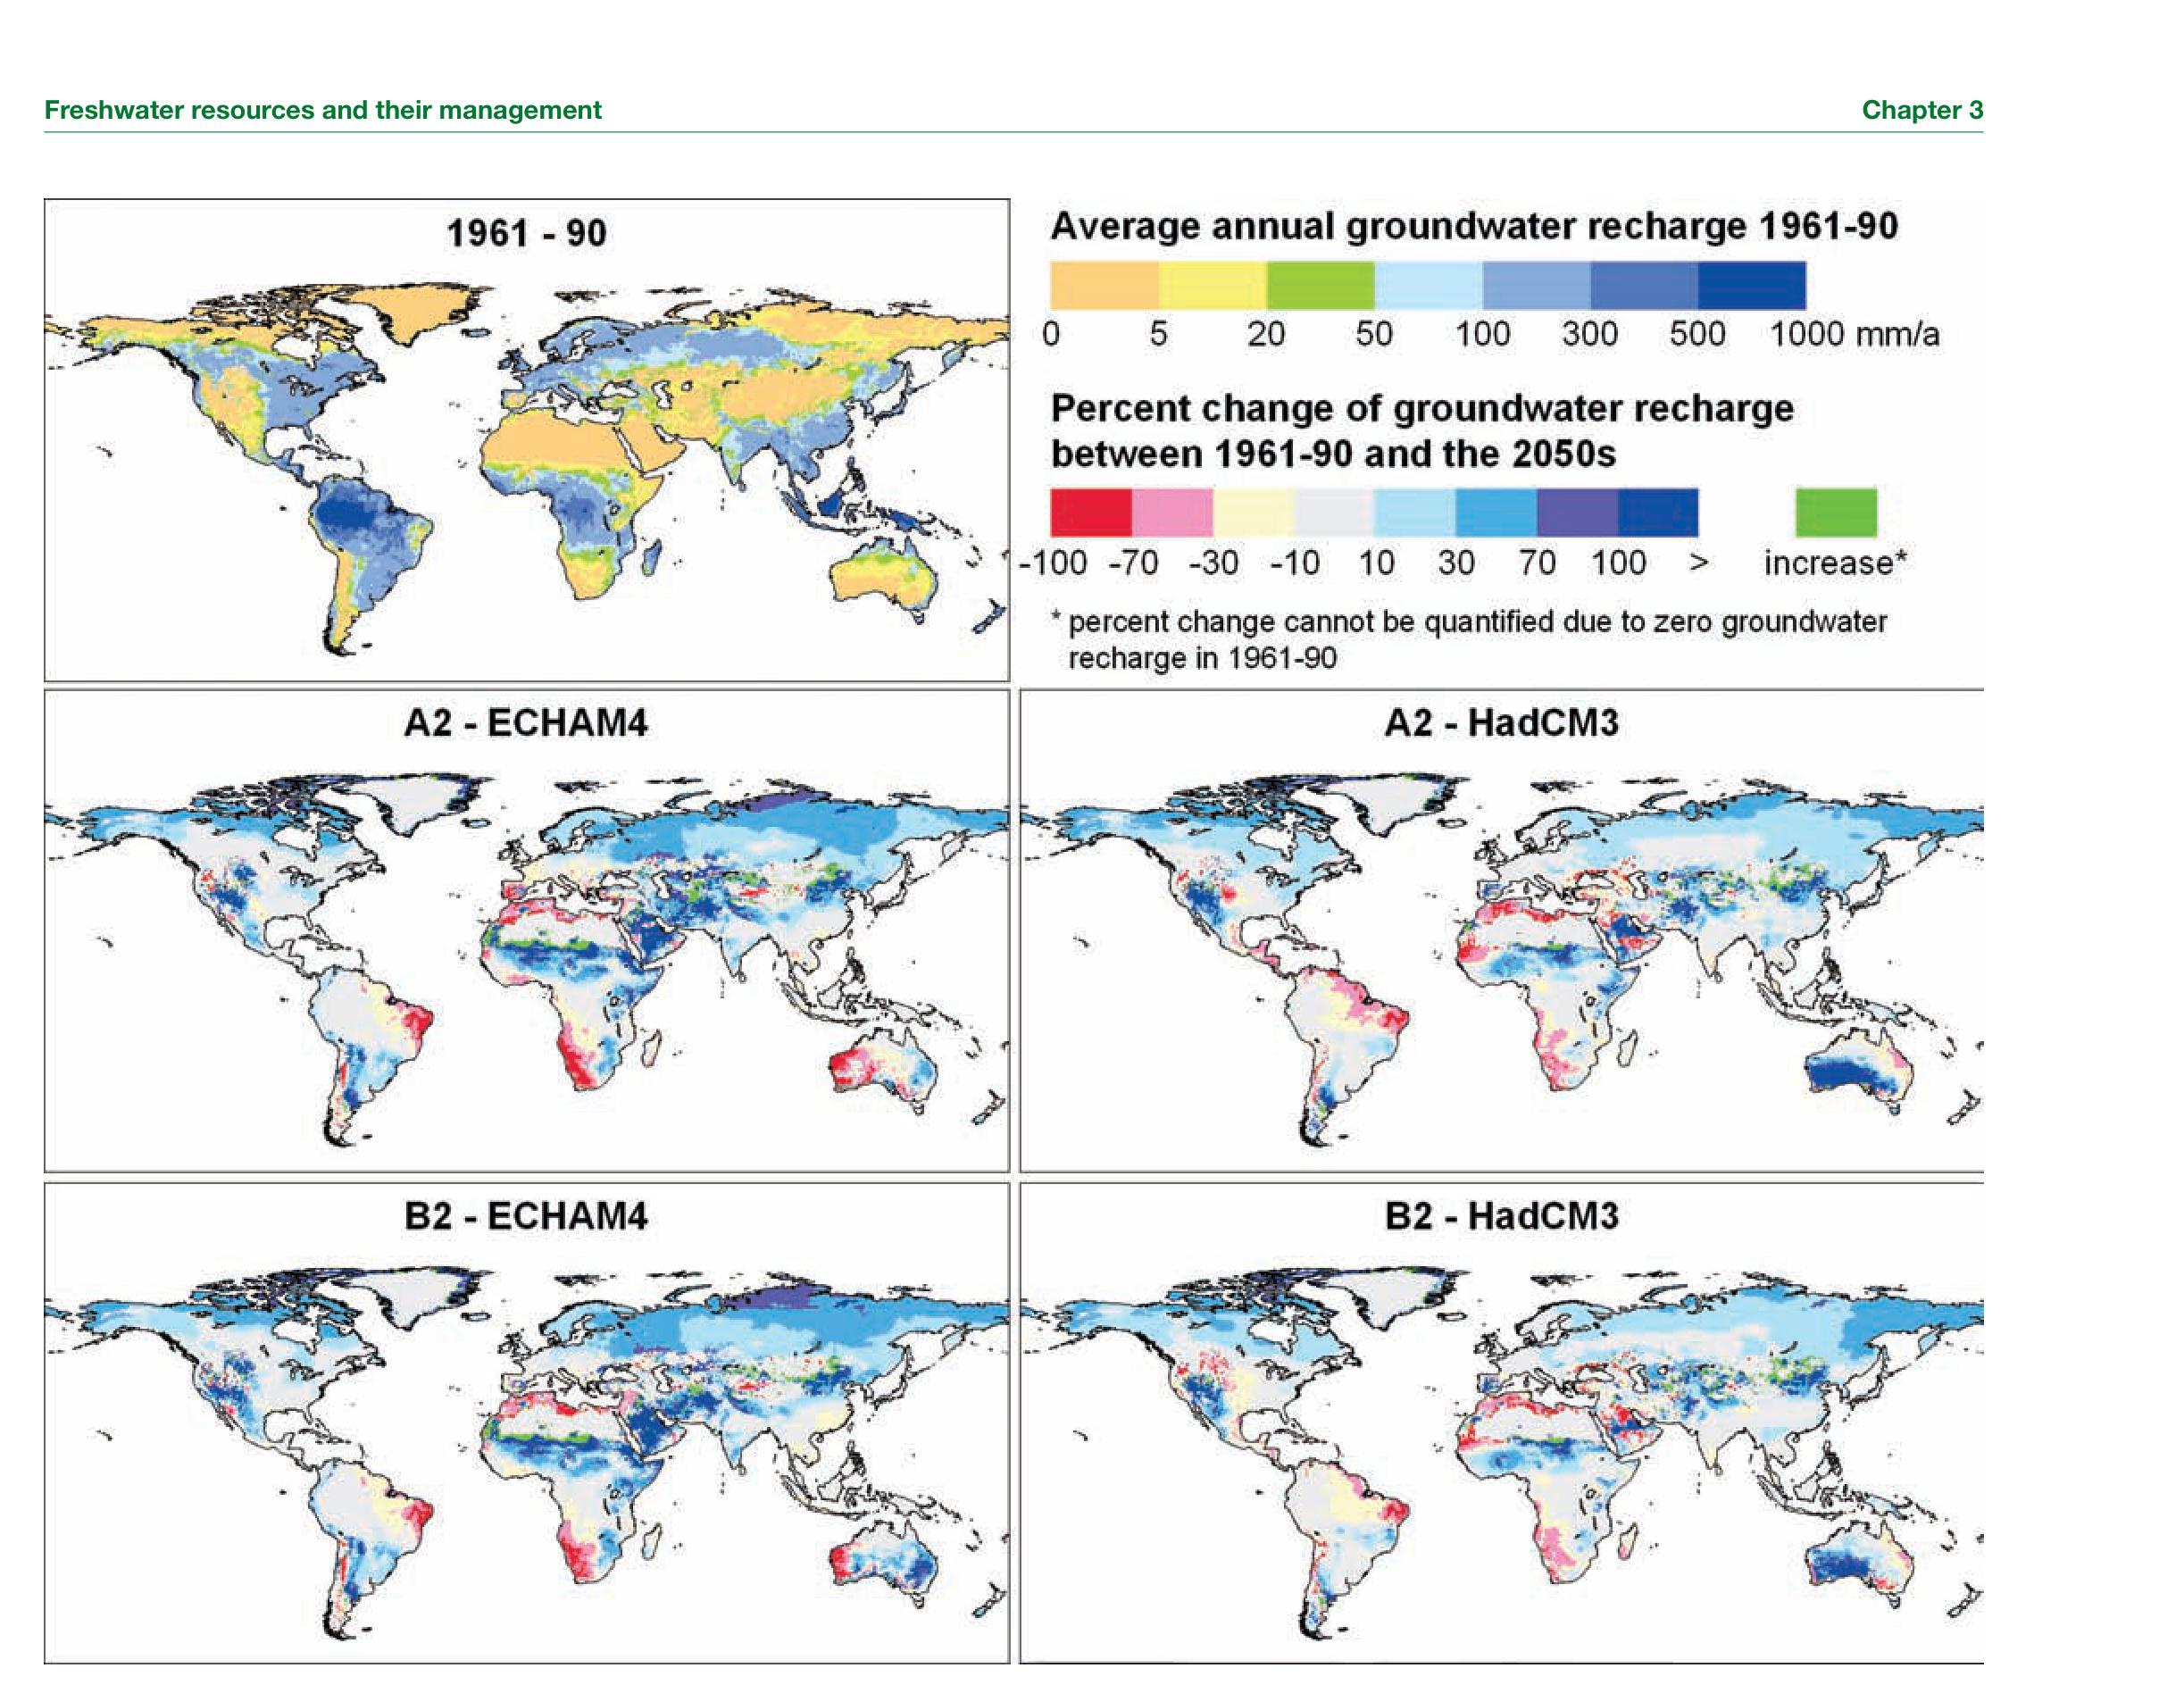 Freshwater resources and their management
Chapter 3
1961 - 90
Average annual groundwater recharge 1961-90
0 5 20 50 100 300 500 1000 mm/a
Percent change of groundwater recharge
between 1961-90 and the 2050s
-100 -70 -30 -10 10 30 70 100 > increase*
* percent change cannot be quantified due to zero groundwater
recharge in 1961-90
A2 - ECHAM4
A2 - HadCM3
B2 - ECHAM4
B2 - HadCM3